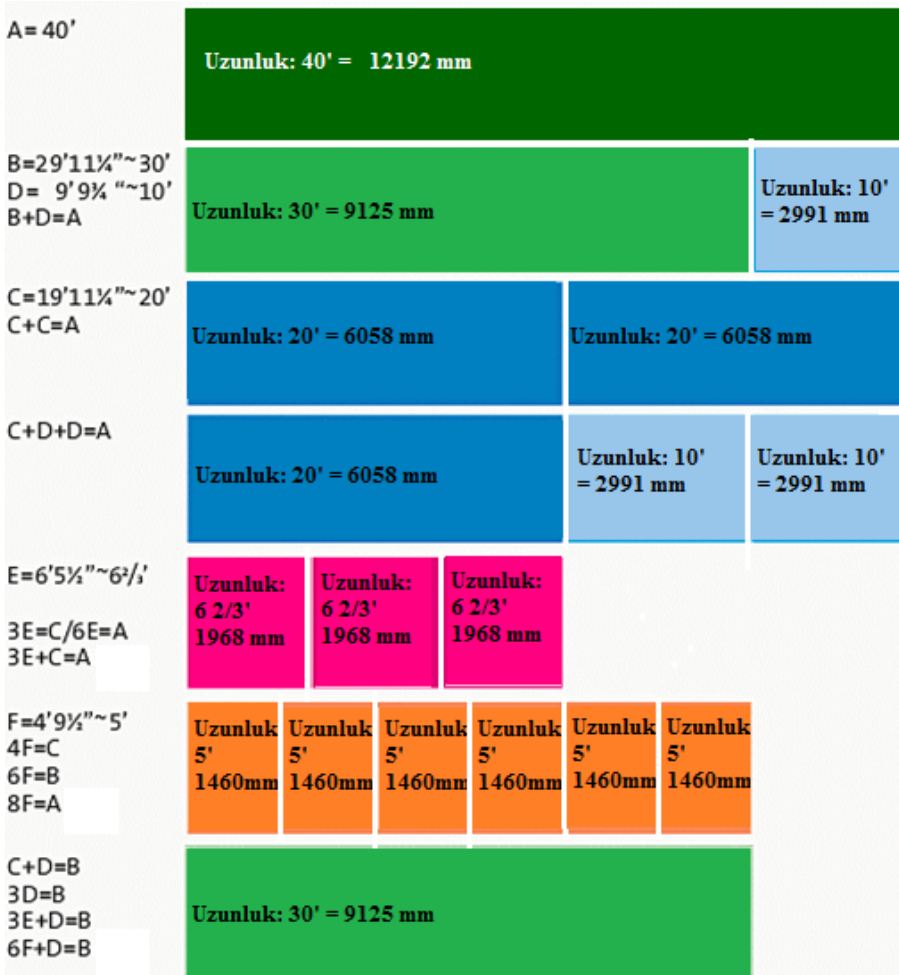 A= 40'
Uzunluk: 40' = 12192 mm
B=29'11¼"~30'
D= 9'9¾ "~10'
B+D=A
Uzunluk: 30' = 9125 mm
Uzunluk: 10'
= 2991 mm
C=19'11¼"~20'
C+C=A
Uzunluk: 20' = 6058 mm
Uzunluk: 20' = 6058 mm
C+D+D=A
Uzunluk: 20' = 6058 mm
Uzunluk: 10'
= 2991 mm
Uzunluk: 10'
= 2991 mm
E=6'5½"~6²/₃'
3E=C/6E=A
3E+C=A
Uzunluk:
6 2/3'
1968 mm
Uzunluk:
6 2/3'
1968 mm
Uzunluk:
6 2/3'
1968 mm
F=4'9½"~5'
4F=C
6F=B
8F=A
Uzunluk
5'
1460mm
Uzunluk
5'
1460mm
Uzunluk
5'
1460mm
Uzunluk
5'
1460mm
Uzunluk
5'
1460mm
Uzunluk
5'
1460mm
C+D=B
3D=B
3E+D=B
6F+D=B
Uzunluk: 30' = 9125 mm